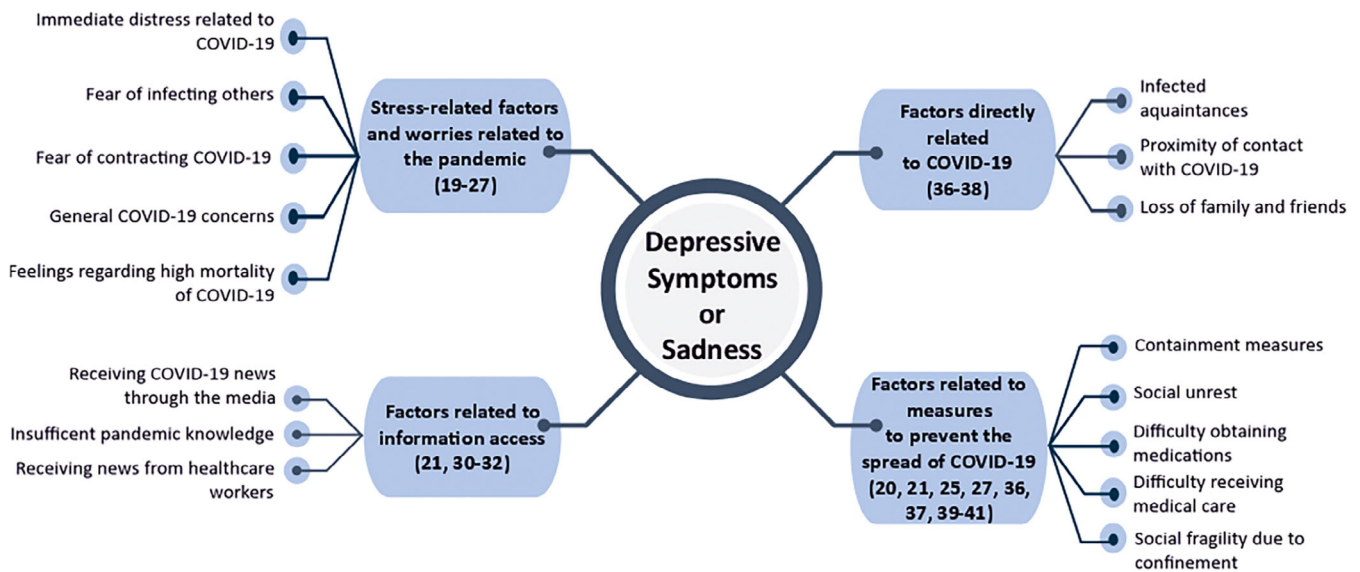 Immediate distress related to
COVID-19
Fear of infecting others
Fear of contracting COVID-19
General COVID-19 concerns
Feelings regarding high mortality
of COVID-19
Stress-related factors
and worries related to
the pandemic
(19-27)
Receiving COVID-19 news
through the media
Insufficent pandemic knowledge
Receiving news from healthcare
workers
Factors related to
information access
(21, 30-32)
Depressive
Symptoms
or
Sadness
Factors directly
related
to COVID-19
(36-38)
Infected
aquaintances
Proximity of contact
with COVID-19
Loss of family and friends
Factors related to
measures
to prevent the
spread of COVID-19
(20, 21, 25, 27, 36,
37, 39-41)
Containment measures
Social unrest
Difficulty obtaining
medications
Difficulty receiving
medical care
Social fragility due to
confinement